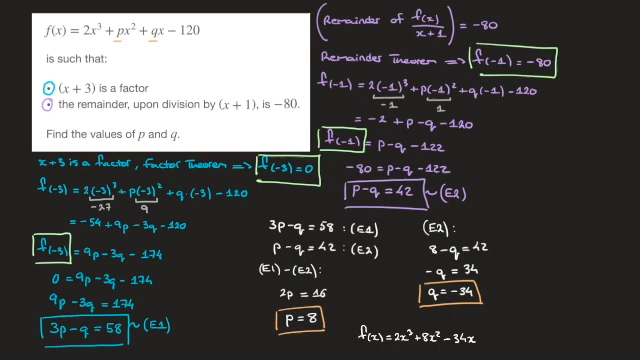 f(x) = 2x³ + px² + qx − 120
is such that:
(x + 3) is a factor
the remainder, upon division by (x + 1), is −80.
Find the values of p and q.
x+3 is a factor, Factor Theorem ⟹ f(-3) = 0
f(-3) = 2(-3)³ + p(-3)² + q·(-3) - 120
-27 9
= -54 + 9p - 3q - 120
f(-3) = 9p - 3q - 174
0 = 9p - 3q - 174
9p - 3q = 174
3p - q = 58 ~ (E1)
(Remainder of f(x)/x+1) = -80
Remainder Theorem ⟹ f(-1) = -80
f(-1) = 2(-1)³ + p(-1)² + q(-1) - 120
-1 1
= -2 + p - q - 120
f(-1) = p - q - 122
-80 = p - q - 122
p - q = 42 ~ (E2)
3p - q = 58 : (E1)
p - q = 42 : (E2)
(E1) - (E2) :
2p = 16
p = 8
(E2) :
8 - q = 42
-q = 34
q = -34
f(x) = 2x³ + 8x² - 34x